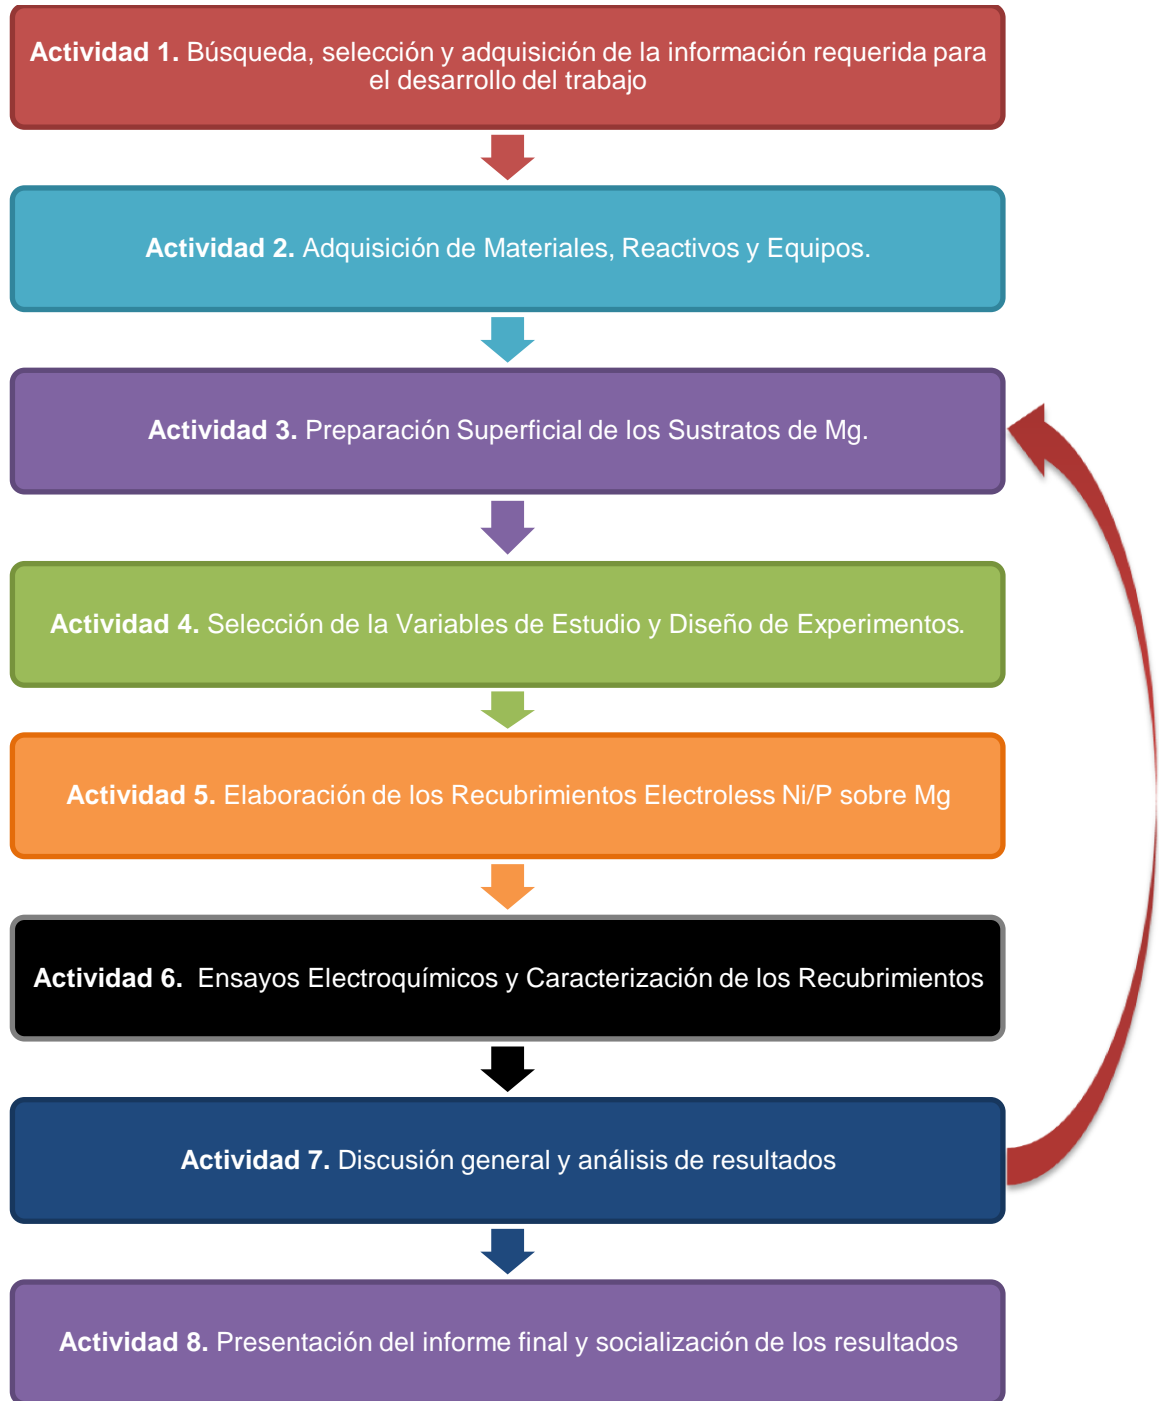 Actividad 1. Búsqueda, selección y adquisición de la información requerida para
el desarrollo del trabajo
Actividad 2. Adquisición de Materiales, Reactivos y Equipos.
Actividad 3. Preparación Superficial de los Sustratos de Mg.
Actividad 4. Selección de la Variables de Estudio y Diseño de Experimentos.
Actividad 5. Elaboración de los Recubrimientos Electroless Ni/P sobre Mg
Actividad 6. Ensayos Electroquímicos y Caracterización de los Recubrimientos
Actividad 7. Discusión general y análisis de resultados
Actividad 8. Presentación del informe final y socialización de los resultados